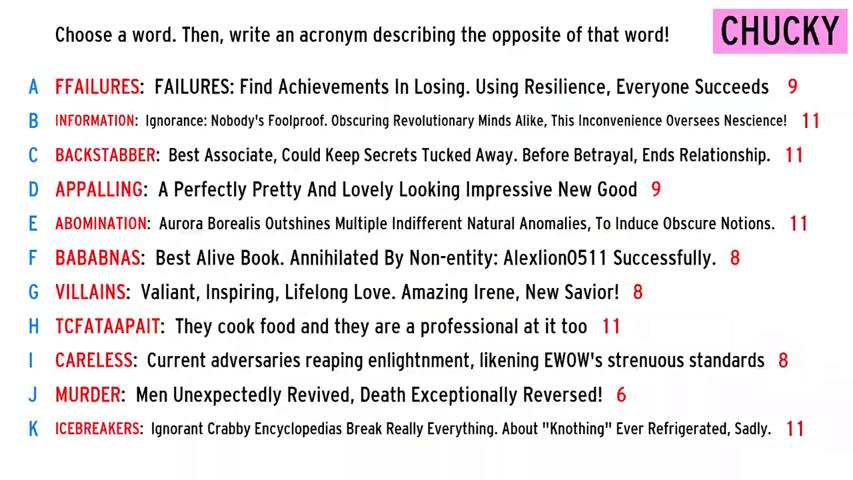 Choose a word. Then, write an acronym describing the opposite of that word!
CHUCKY
A FFAILURES: FAILURES: Find Achievements In Losing. Using Resilience, Everyone Succeeds 9
B INFORMATION: Ignorance: Nobody's Foolproof. Obscuring Revolutionary Minds Alike, This Inconvenience Oversees Nescience! 11
C BACKSTABBER: Best Associate, Could Keep Secrets Tucked Away. Before Betrayal, Ends Relationship. 11
D APPALLING: A Perfectly Pretty And Lovely Looking Impressive New Good 9
E ABOMINATION: Aurora Borealis Outshines Multiple Indifferent Natural Anomalies, To Induce Obscure Notions. 11
F BABABNAS: Best Alive Book. Annihilated By Non-entity: Alexlion0511 Successfully. 8
G VILLAINS: Valiant, Inspiring, Lifelong Love. Amazing Irene, New Savior! 8
H TCFATAAPAIT: They cook food and they are a professional at it too 11
I CARELESS: Current adversaries reaping enlightnment, likening EWOW's strenuous standards 8
J MURDER: Men Unexpectedly Revived, Death Exceptionally Reversed! 6
K ICEBREAKERS: Ignorant Crabby Encyclopedias Break Really Everything. About "Knothing" Ever Refrigerated, Sadly. 11